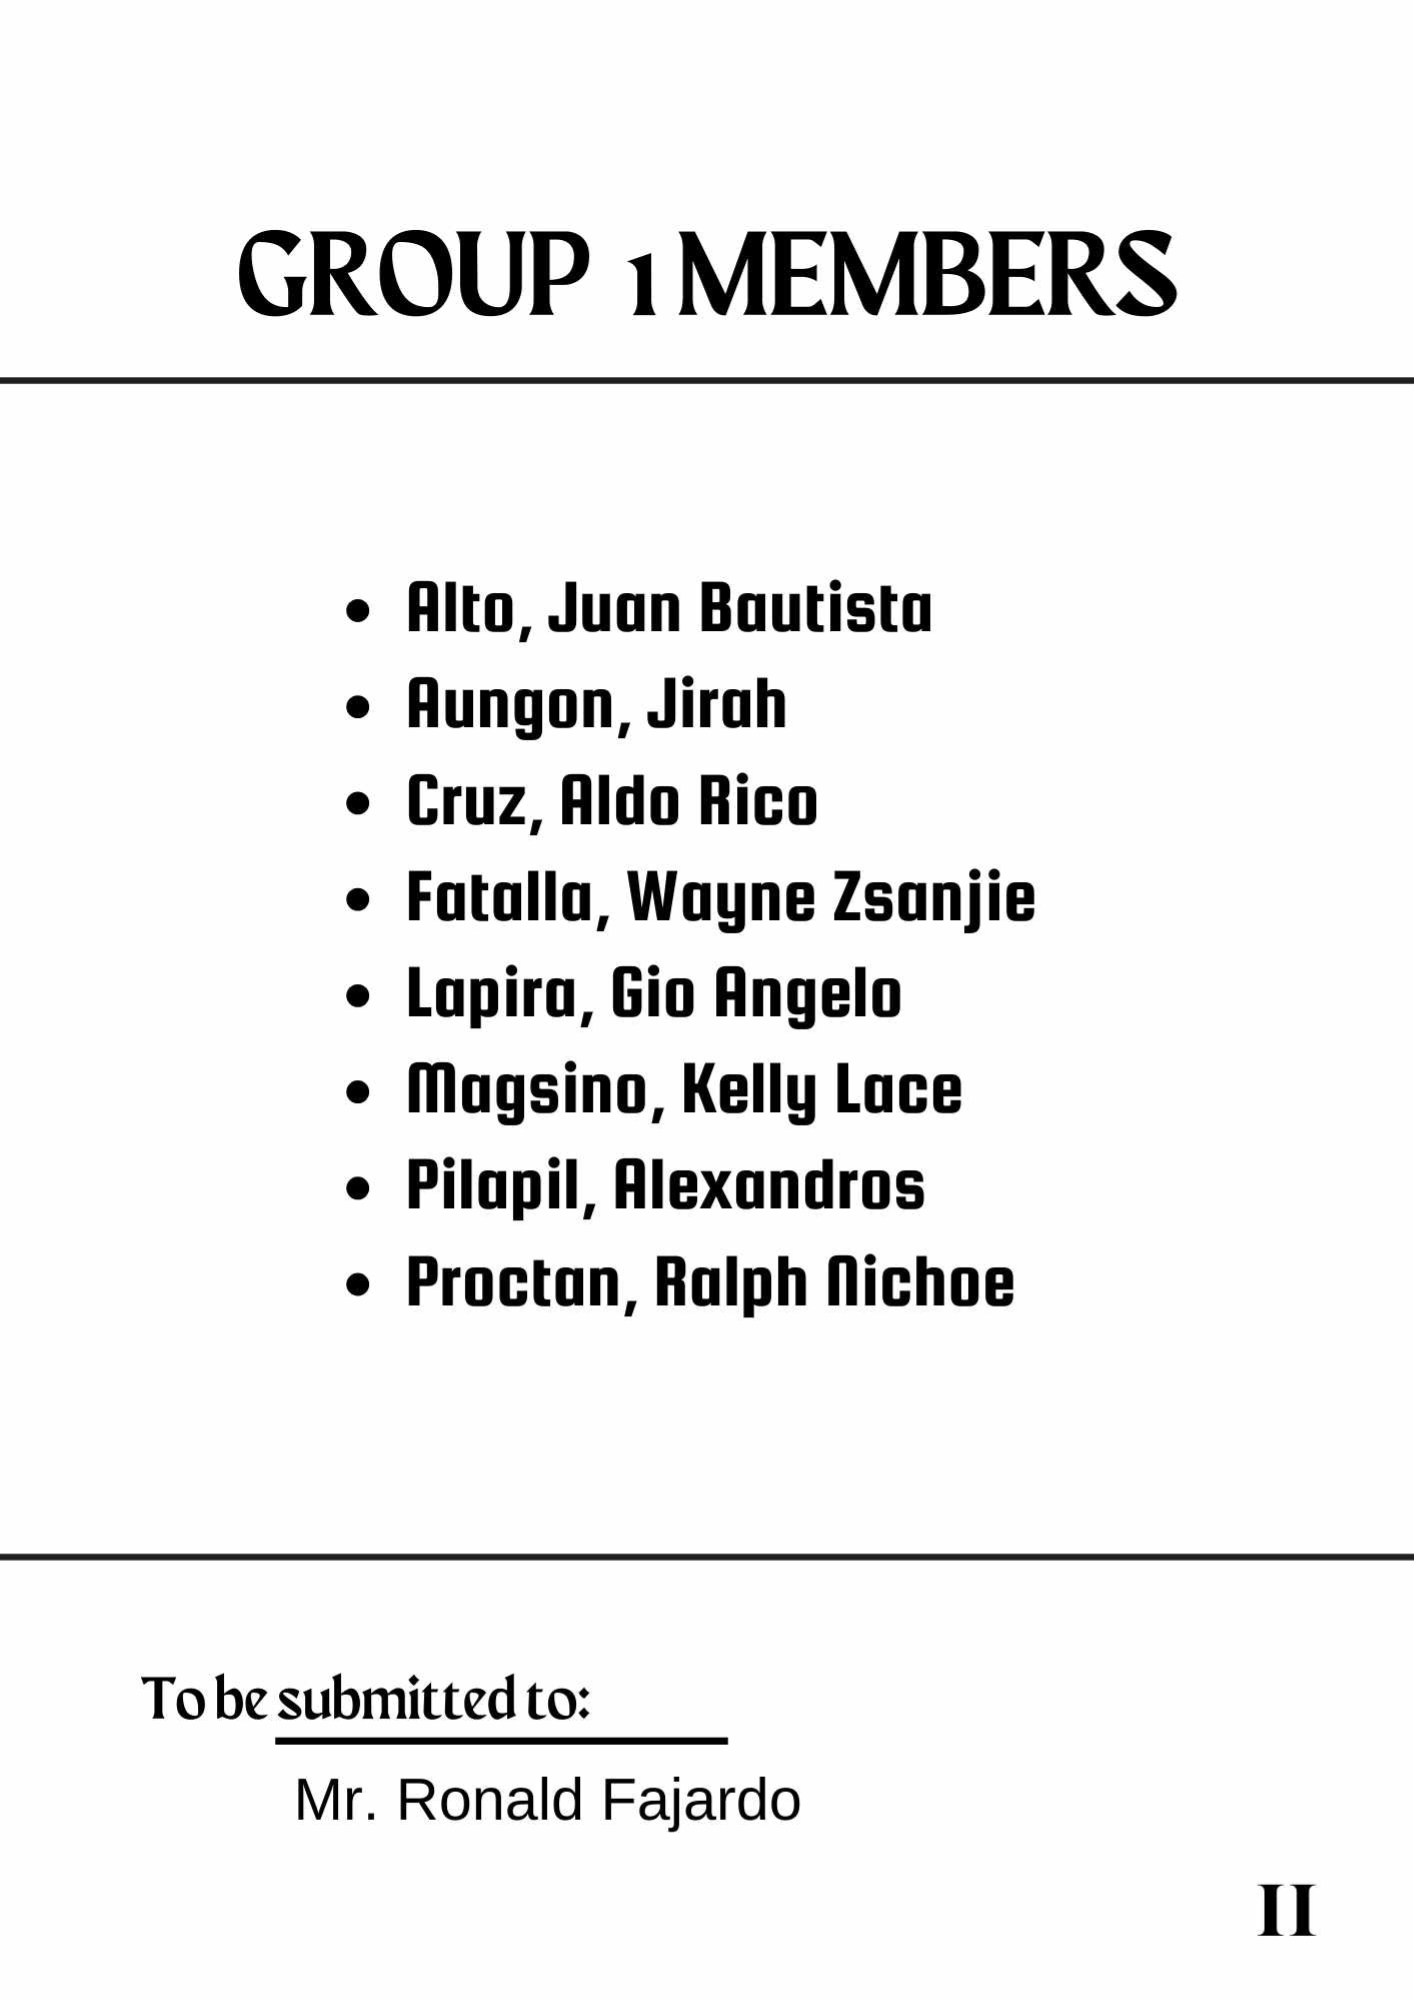 GROUP 1 MEMBERS
• Alto, Juan Bautista
• Aungon, Jirah
• Cruz, Aldo Rico
• Fatalla, Wayne Zsanjie
• Lapira, Gio Angelo
• Magsino, Kelly Lace
• Pilapil, Alexandros
• Proctan, Ralph Nichoe
To be submitted to:
Mr. Ronald Fajardo
II